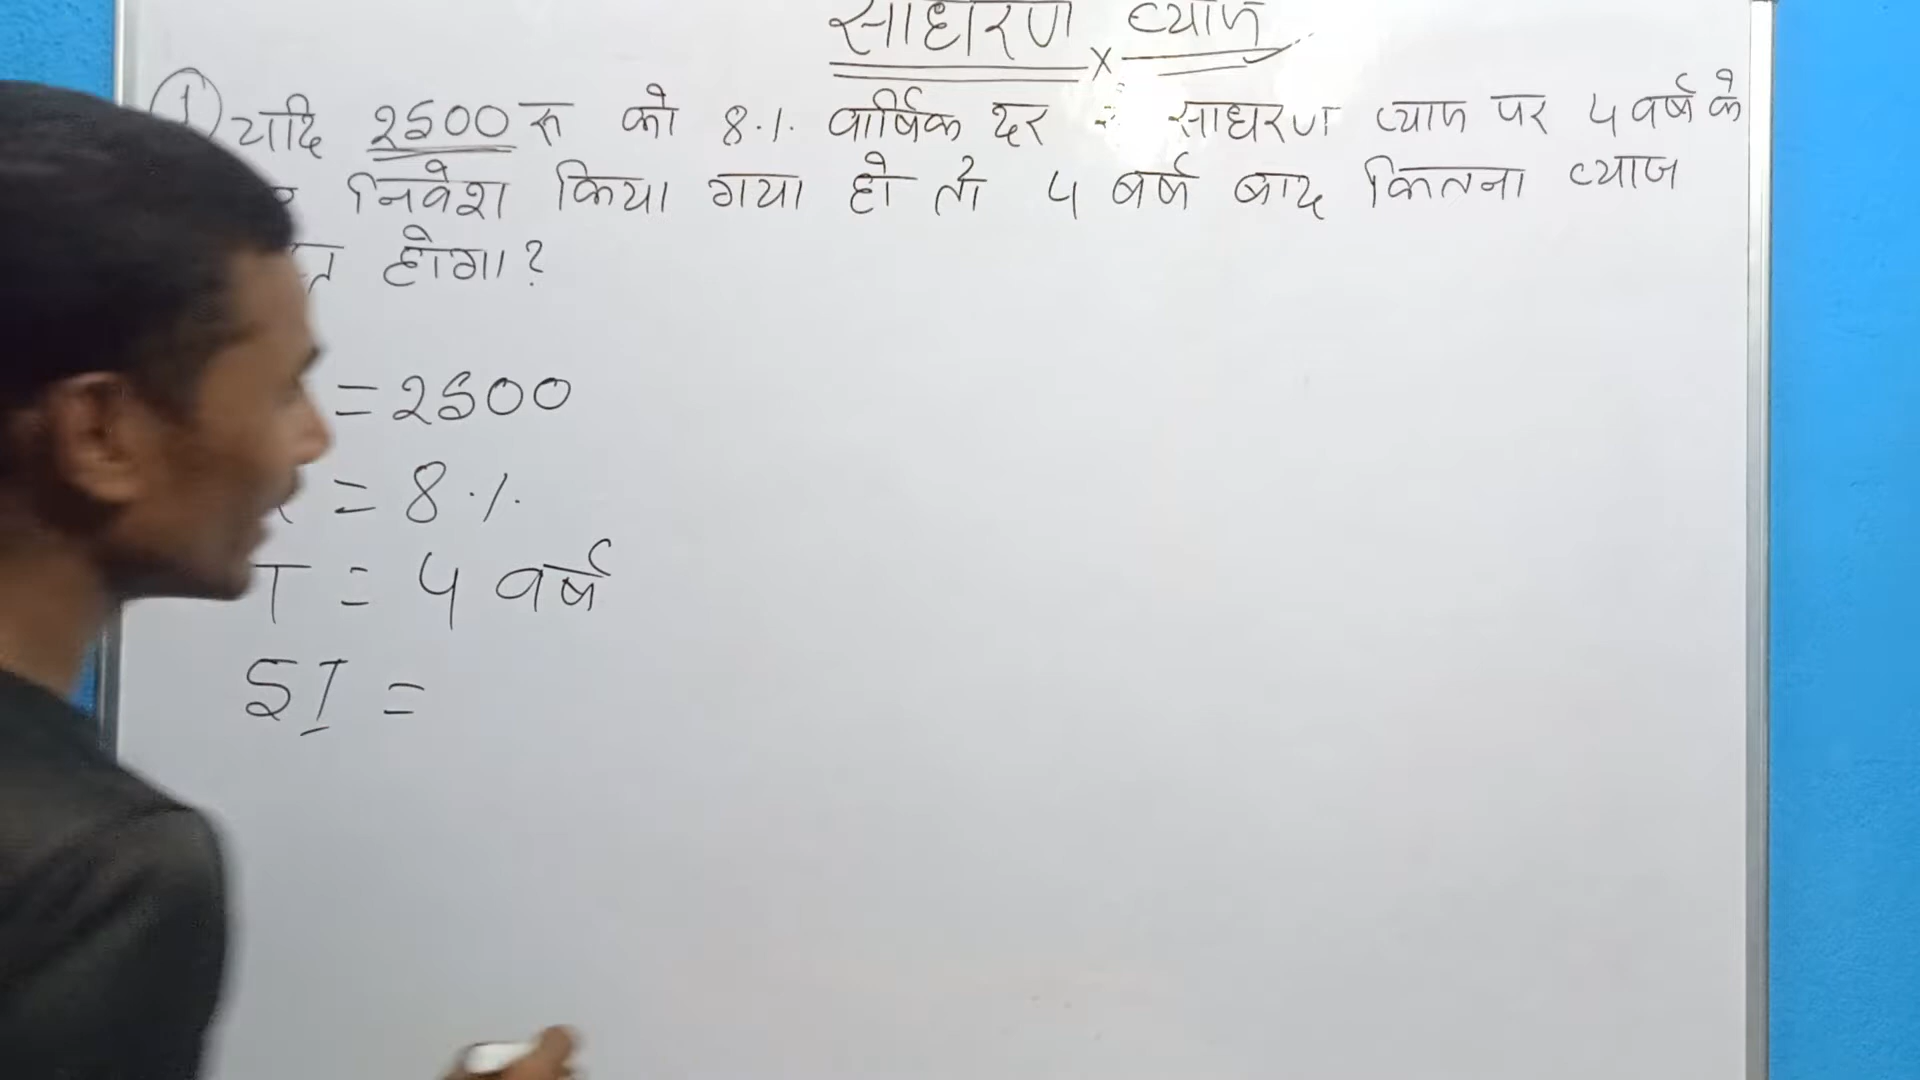 साधारण ब्याज
① यदि 2500 रू को 8% वार्षिक दर साधारण ब्याज पर 4 वर्ष के
निवेश किया गया हो तो 4 वर्ष बाद कितना ब्याज
होगा?
= 2500
= 8%
T = 4 वर्ष
SI =